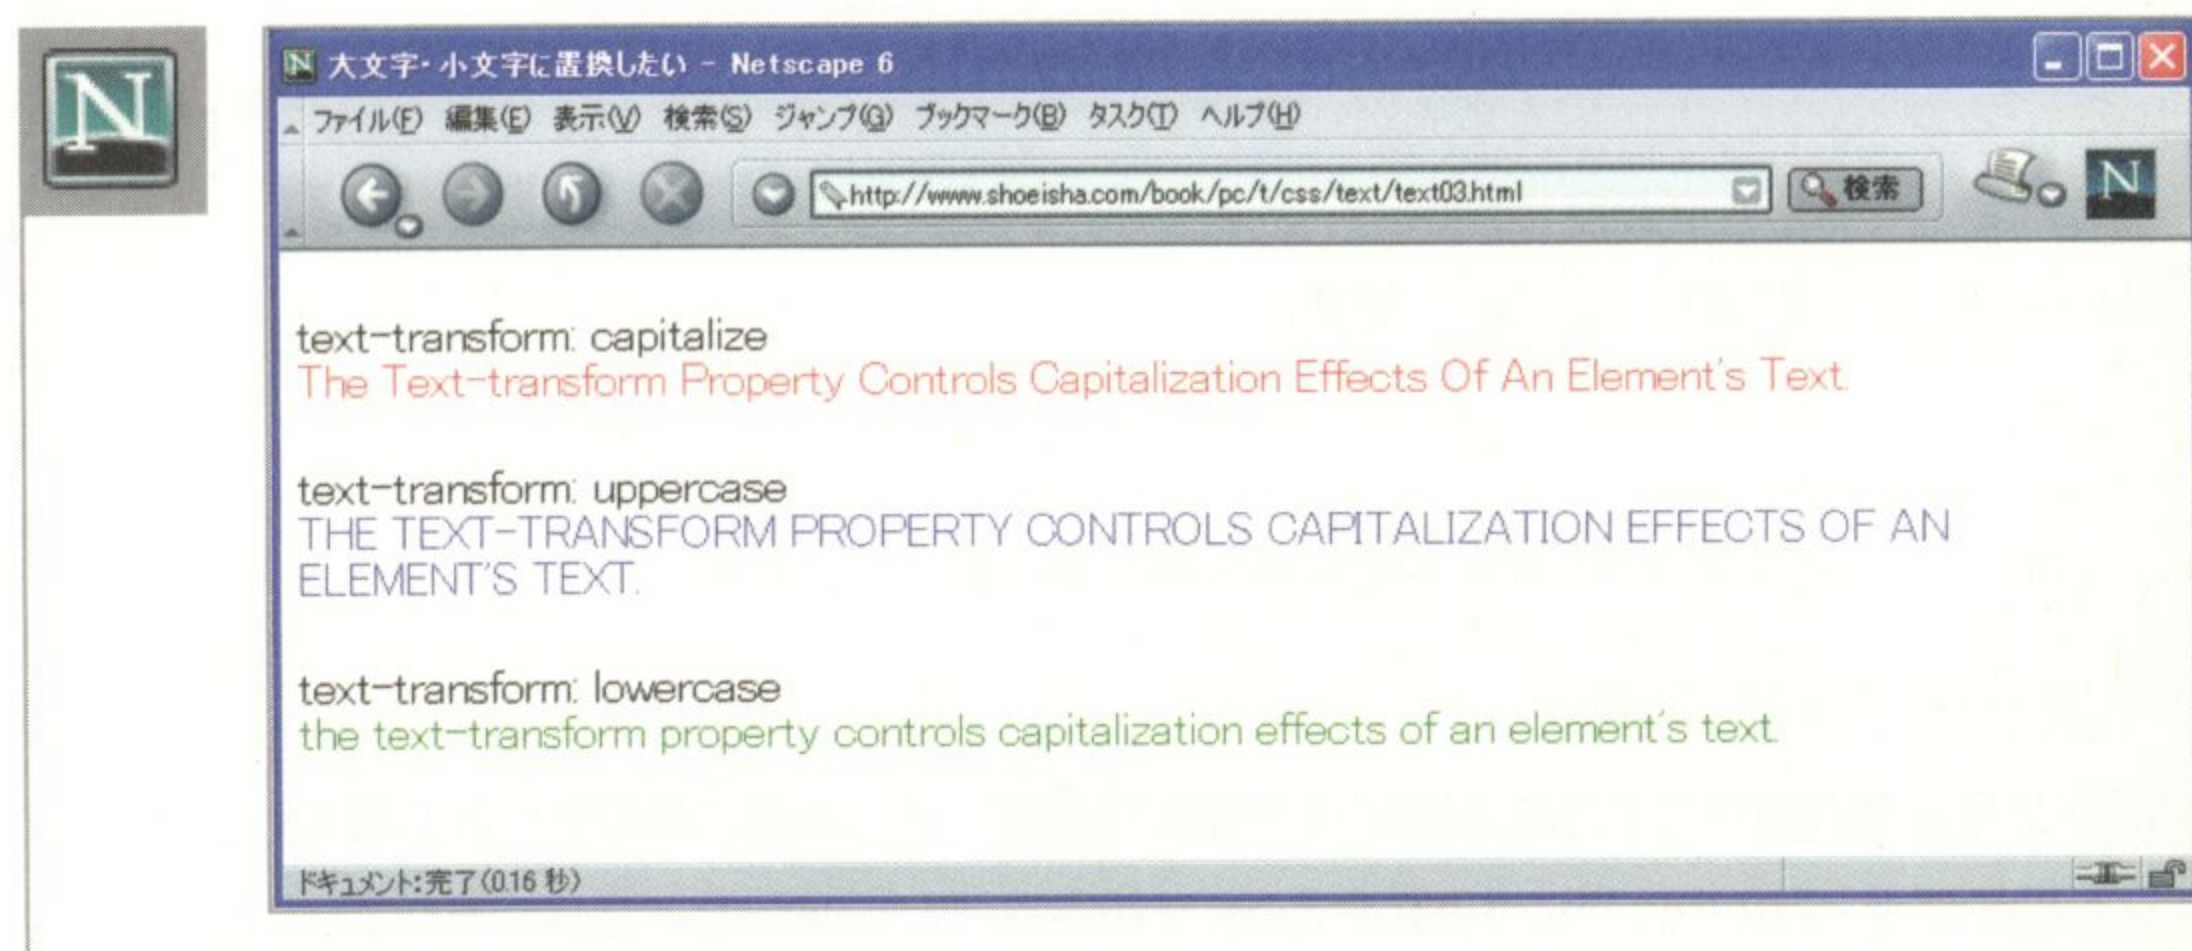 N
大文字・小文字に置換したい - Netscape 6
ファイル(F) 編集(E) 表示(V) 検索(S) ジャンプ(G) ブックマーク(B) タスク(T) ヘルプ(H)
http://www.shoeisha.com/book/pc/t/css/text/text03.html 検索 N
text-transform: capitalize
The Text-transform Property Controls Capitalization Effects Of An Element's Text.
text-transform: uppercase
THE TEXT-TRANSFORM PROPERTY CONTROLS CAPITALIZATION EFFECTS OF AN
ELEMENT'S TEXT.
text-transform: lowercase
the text-transform property controls capitalization effects of an element's text.
ドキュメント:完了(0.16 秒)